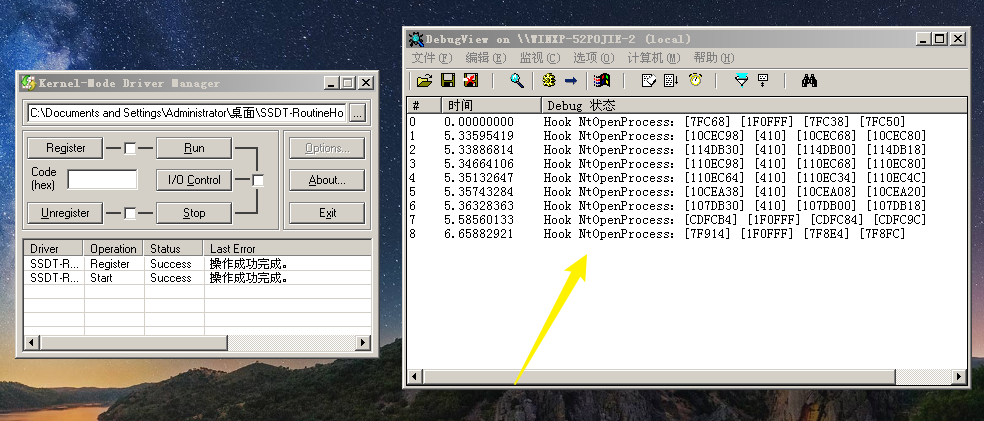 Kernel-Mode Driver Manager
C:\Documents and Settings\Administrator\桌面\SSDT-RoutineHo
...
Register
Run
Options...
Code
(hex)
I/O Control
About...
Unregister
Stop
Exit
Driver Operation Status Last Error
SSDT-R... Register Success 操作成功完成。
SSDT-R... Start Success 操作成功完成。
DebugView on \\WINXP-52POJIE-2 (local)
文件(F) 编辑(E) 监视(C) 选项(O) 计算机(M) 帮助(H)
# 时间 Debug 状态
0 0.00000000 Hook NtOpenProcess: [7FC68] [1F0FFF] [7FC38] [7FC50]
1 5.33595419 Hook NtOpenProcess: [10CEC98] [410] [10CEC68] [10CEC80]
2 5.33886814 Hook NtOpenProcess: [114DB30] [410] [114DB00] [114DB18]
3 5.34664106 Hook NtOpenProcess: [110EC98] [410] [110EC68] [110EC80]
4 5.35132647 Hook NtOpenProcess: [110EC64] [410] [110EC34] [110EC4C]
5 5.35743284 Hook NtOpenProcess: [10CEA38] [410] [10CEA08] [10CEA20]
6 5.36328363 Hook NtOpenProcess: [107DB30] [410] [107DB00] [107DB18]
7 5.58560133 Hook NtOpenProcess: [CDFCB4] [1F0FFF] [CDFC84] [CDFC9C]
8 6.65882921 Hook NtOpenProcess: [7F914] [1F0FFF] [7F8E4] [7F8FC]